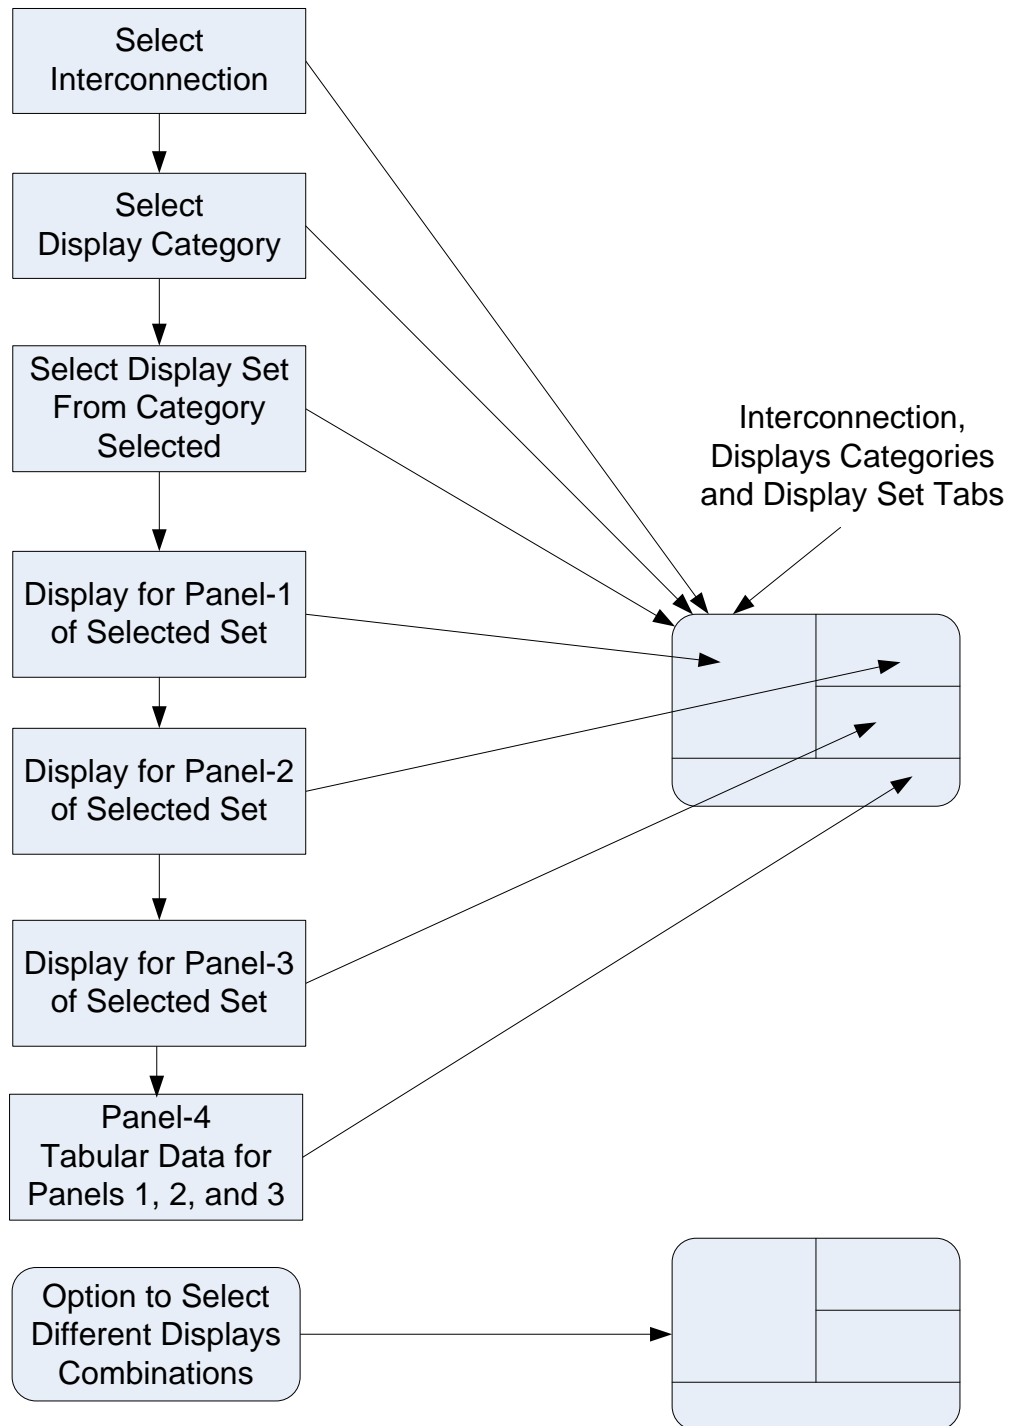 Select
Interconnection
Select
Display Category
Select Display Set
From Category
Selected
Interconnection,
Displays Categories
and Display Set Tabs
Display for Panel-1
of Selected Set
Display for Panel-2
of Selected Set
Display for Panel-3
of Selected Set
Panel-4
Tabular Data for
Panels 1, 2, and 3
Option to Select
Different Displays
Combinations